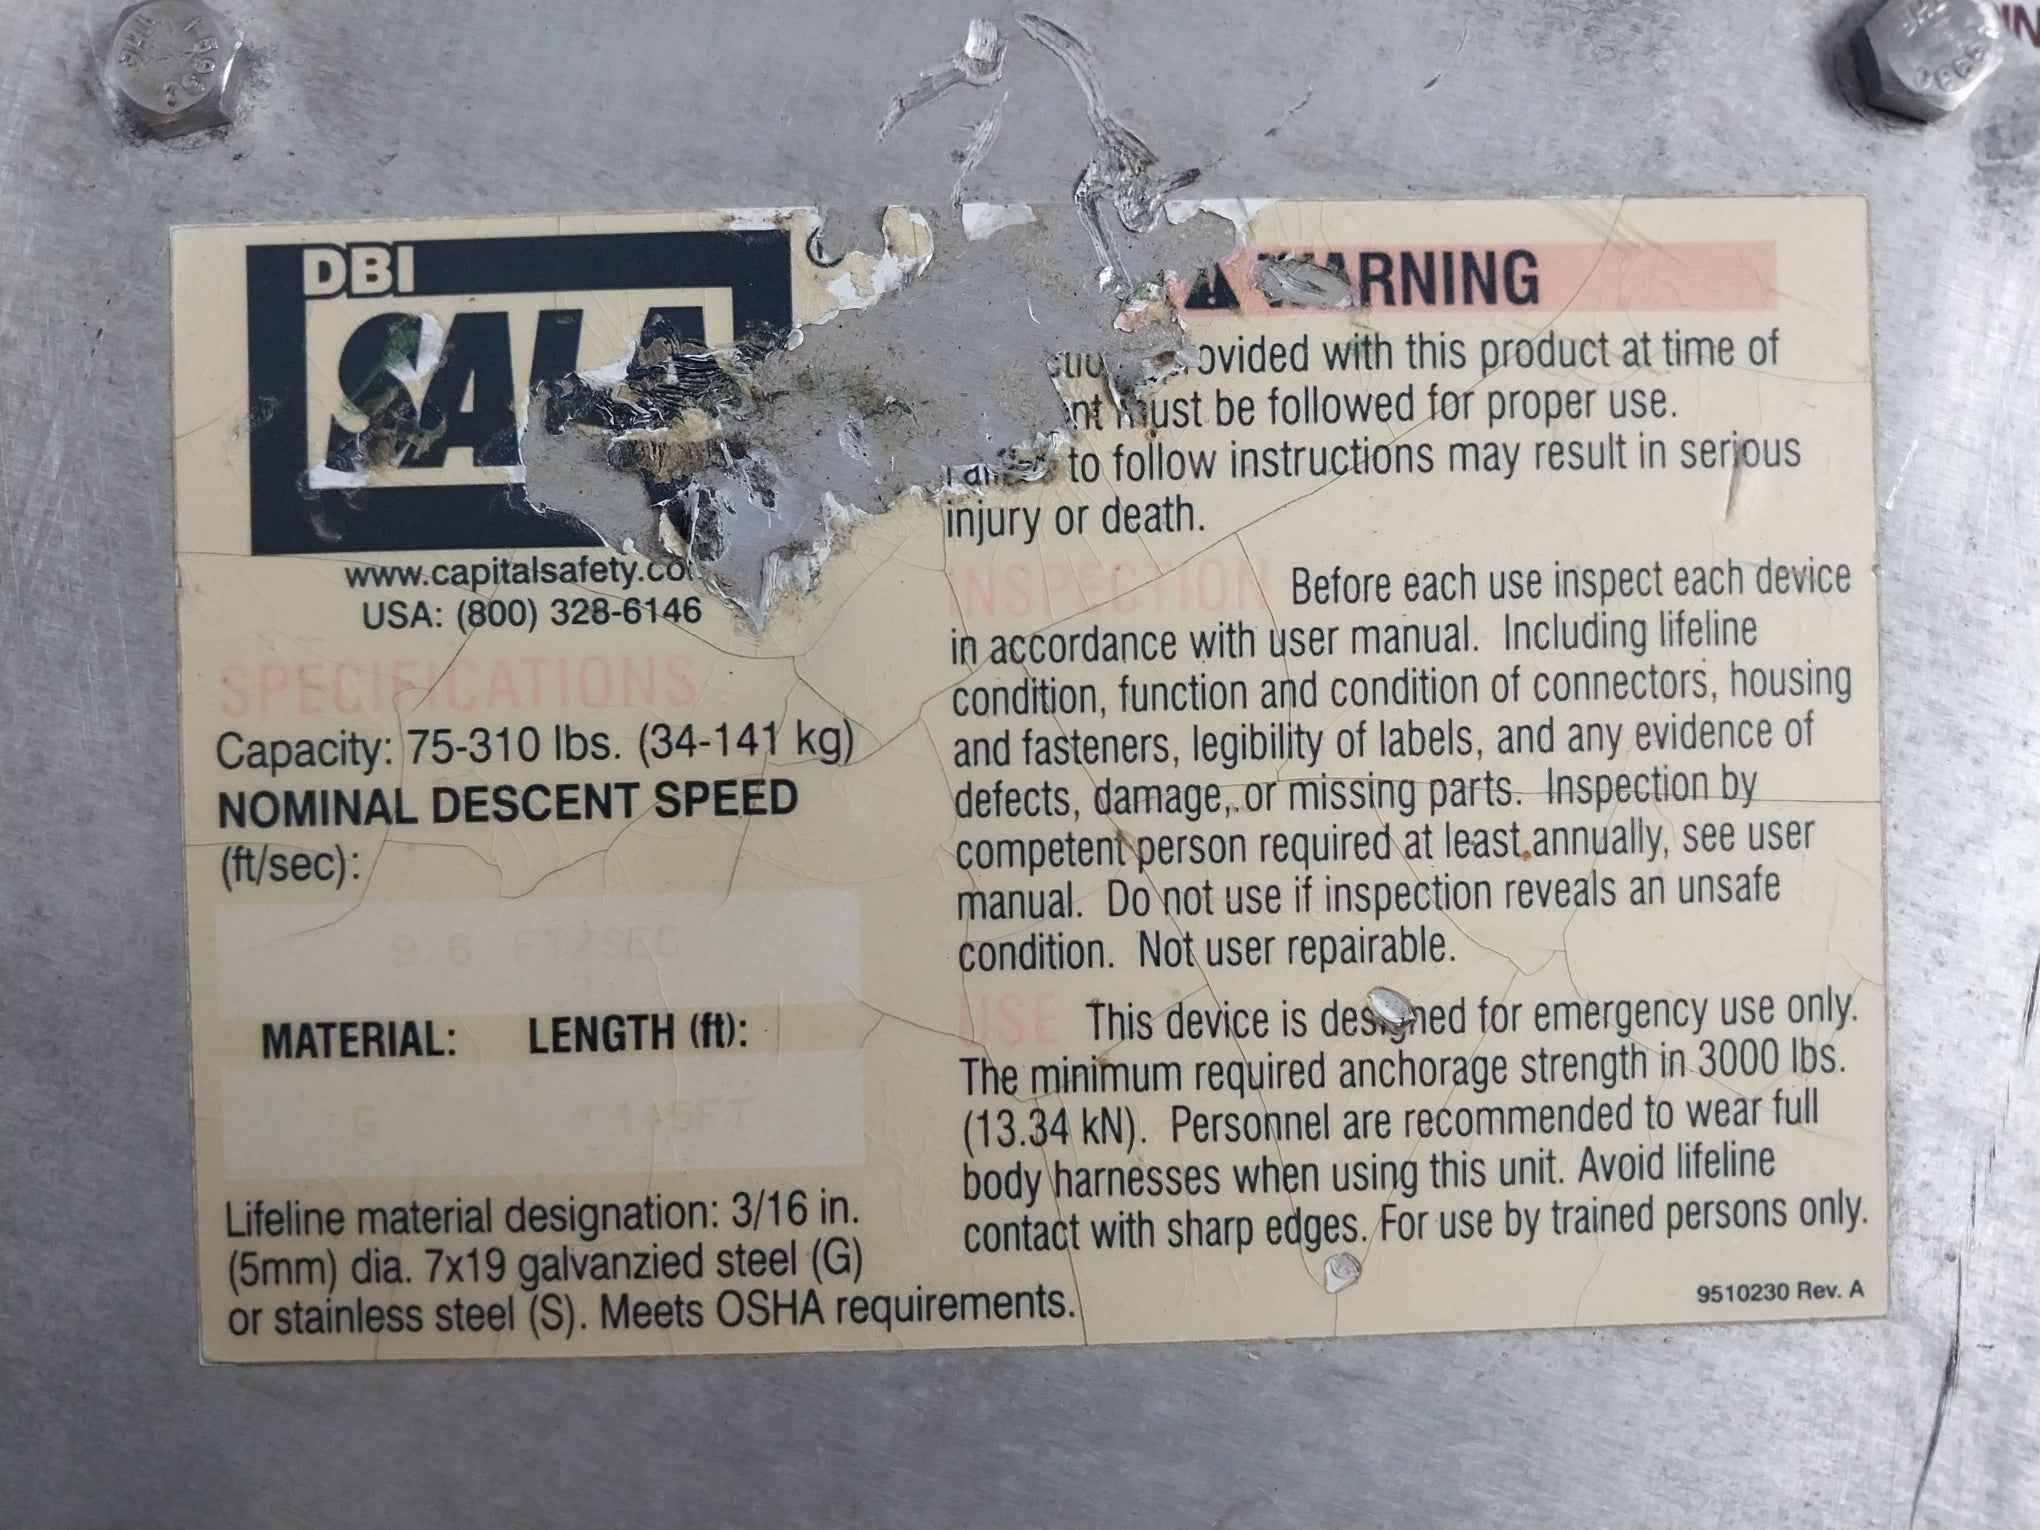 DBI
SALA
www.capitalsafety.co
USA: (800) 328-6146
SPECIFICATIONS
Capacity: 75-310 lbs. (34-141 kg)
NOMINAL DESCENT SPEED
(ft/sec):
FT/SEC
MATERIAL: LENGTH (ft):
G
Lifeline material designation: 3/16 in.
(5mm) dia. 7x19 galvanzied steel (G)
or stainless steel (S). Meets OSHA requirements.
WARNING
ovided with this product at time of
must be followed for proper use.
to follow instructions may result in serious
injury or death.
INSPECTION Before each use inspect each device
in accordance with user manual. Including lifeline
condition, function and condition of connectors, housing
and fasteners, legibility of labels, and any evidence of
defects, damage, or missing parts. Inspection by
competent person required at least annually, see user
manual. Do not use if inspection reveals an unsafe
condition. Not user repairable.
USE This device is designed for emergency use only.
The minimum required anchorage strength in 3000 lbs.
(13.34 kN). Personnel are recommended to wear full
body harnesses when using this unit. Avoid lifeline
contact with sharp edges. For use by trained persons only.
9510230 Rev. A